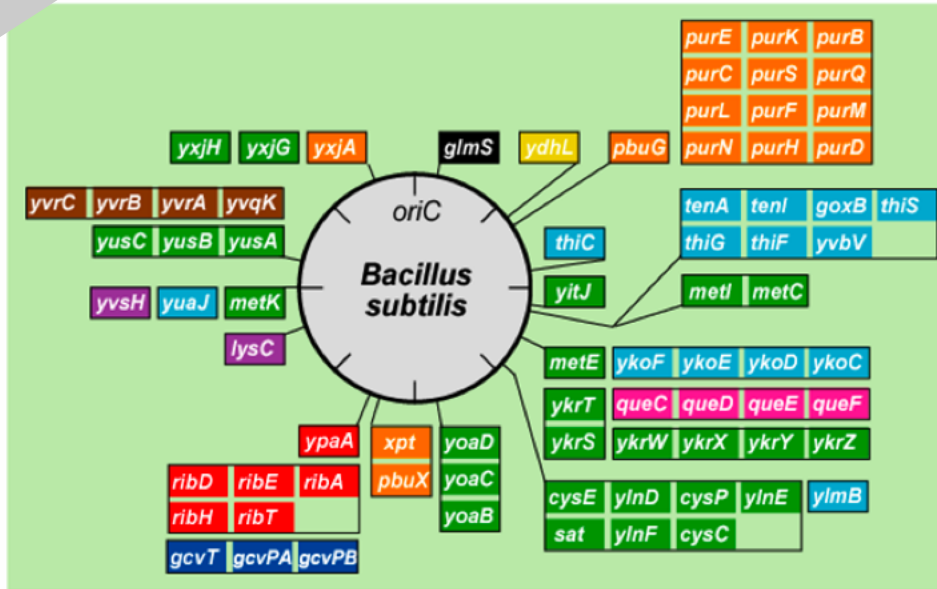 purE purK purB
purC purS purQ
purL purF purM
purN purH purD
yxjH yxjG yxjA glmS ydhL pbuG
yvrC yvrB yvrA yvqK
yusC yusB yusA
oriC
tenA tenI goxB thiS
thiG thiF yvbV
thiC
Bacillus
subtilis
yvsH yuaJ metK
yitJ
metI metC
lysC
metE ykoF ykoE ykoD ykoC
ykrT queC queD queE queF
ykrS ykrW ykrX ykrY ykrZ
ypaA xpt yoaD
ribD ribE ribA pbuX yoaC
ribH ribT yoaB
gcvT gcvPA gcvPB
cysE ylnD cysP ylnE ylmB
sat ylnF cysC